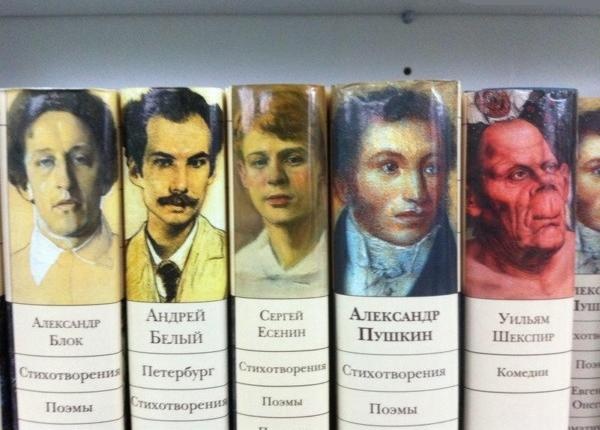 Александр
Блок
Стихотворения
Поэмы
Андрей
Белый
Петербург
Стихотворения
Сергей
Есенин
Стихотворения
Поэмы
Александр
Пушкин
Стихотворения
Поэмы
Уильям
Шекспир
Комедии